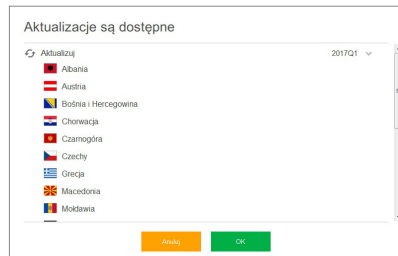 Aktualizacje są dostępne
Aktualizuj 2017Q1
Albania
Austria
Bośnia i Hercegowina
Chorwacja
Czarnogóra
Czechy
Grecja
Macedonia
Mołdawia
Anuluj OK